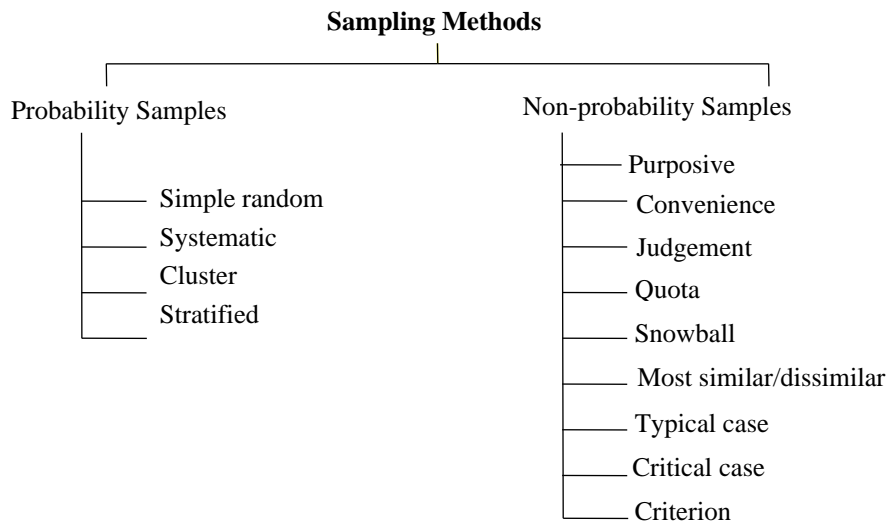 Sampling Methods
Probability Samples
Simple random
Systematic
Cluster
Stratified
Non-probability Samples
Purposive
Convenience
Judgement
Quota
Snowball
Most similar/dissimilar
Typical case
Critical case
Criterion